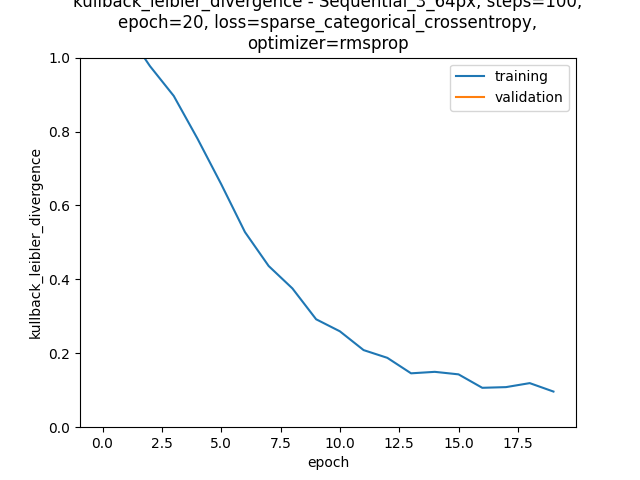 kullback_leibler_divergence - Sequential_3_64px, steps=100,
epoch=20, loss=sparse_categorical_crossentropy,
optimizer=rmsprop
1.0
0.8
0.6
0.4
0.2
0.0
kullback_leibler_divergence
training
validation
0.0 2.5 5.0 7.5 10.0 12.5 15.0 17.5
epoch